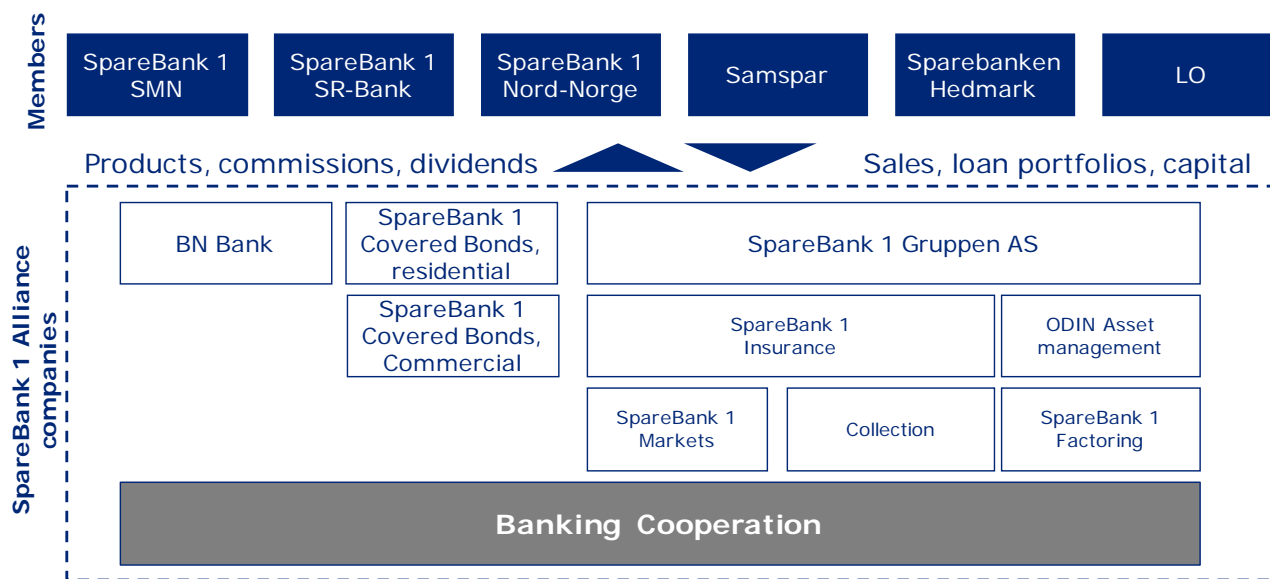 Members
SpareBank 1
SMN
SpareBank 1
SR-Bank
SpareBank 1
Nord-Norge
Samspar
Sparebanken
Hedmark
LO
Products, commissions, dividends
Sales, loan portfolios, capital
SpareBank 1 Alliance
companies
BN Bank
SpareBank 1
Covered Bonds,
residential
SpareBank 1 Gruppen AS
SpareBank 1
Covered Bonds,
Commercial
SpareBank 1
Insurance
ODIN Asset
management
SpareBank 1
Markets
Collection
SpareBank 1
Factoring
Banking Cooperation